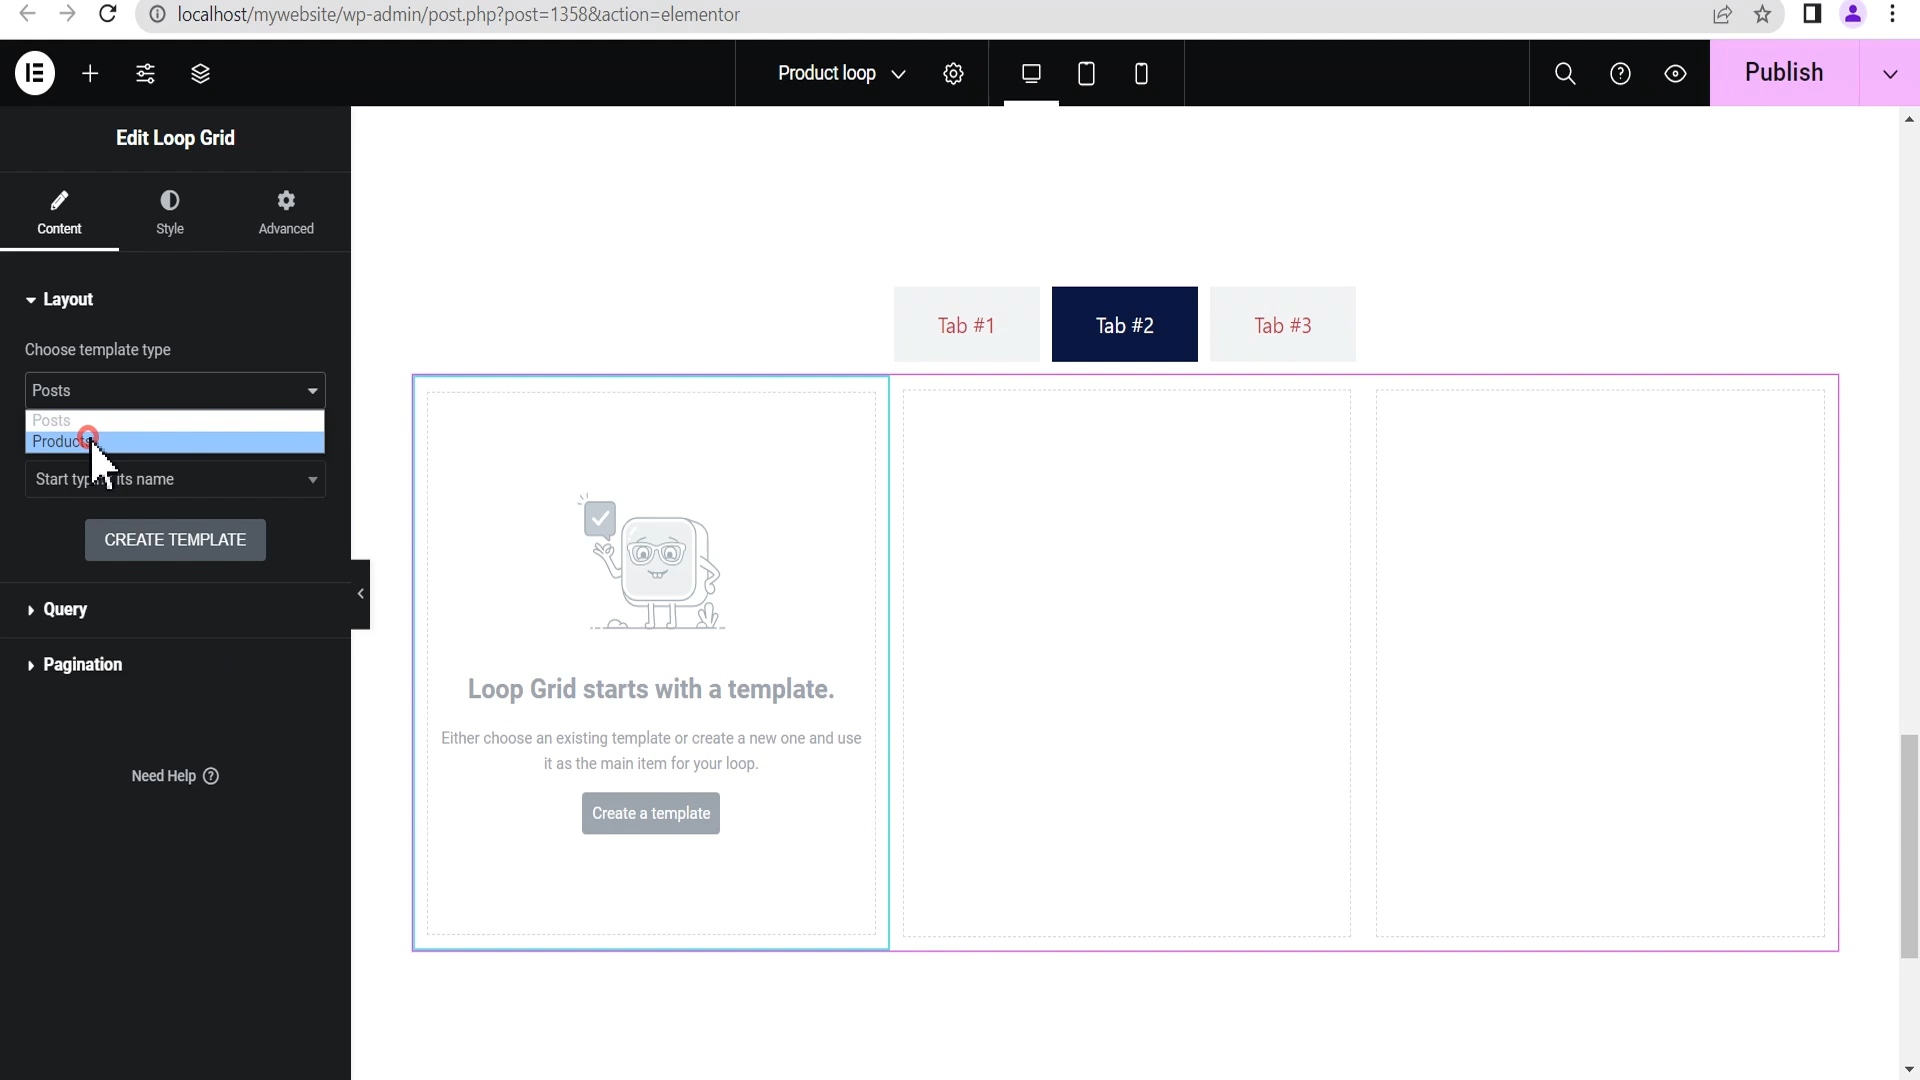 localhost/mywebsite/wp-admin/post.php?post=1358&action=elementor
Product loop
Publish
Edit Loop Grid
Content
Style
Advanced
Layout
Choose template type
Posts
Posts
Products
Start its name
CREATE TEMPLATE
Query
Pagination
Need Help
Tab #1
Tab #2
Tab #3
Loop Grid starts with a template.
Either choose an existing template or create a new one and use
it as the main item for your loop.
Create a template